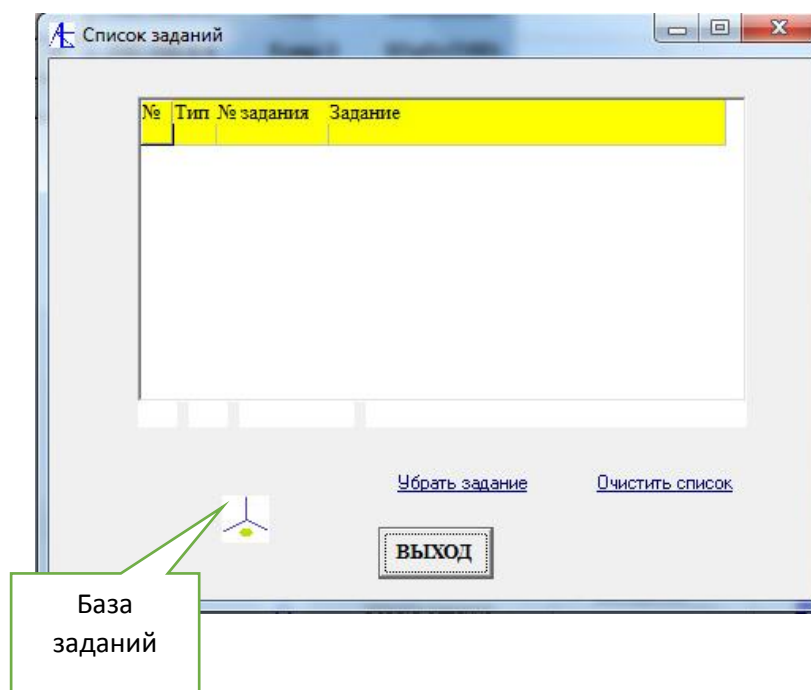 Список заданий
№ Тип № задания Задание
Убрать задание Очистить список
ВЫХОД
База
заданий